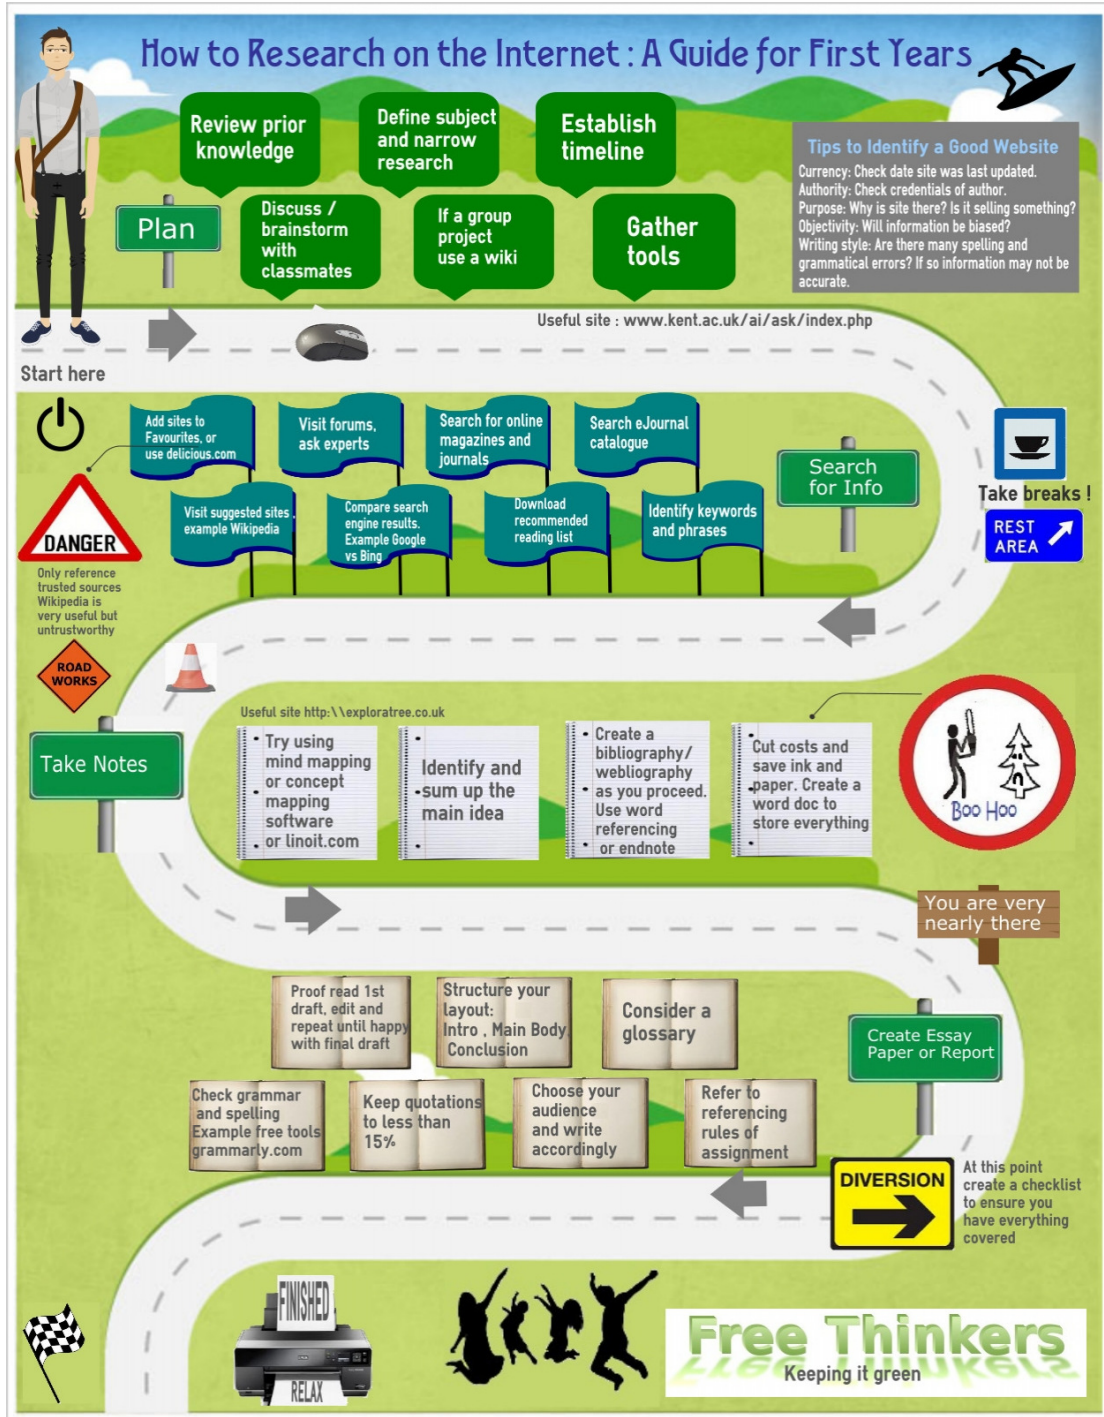 How to Research on the Internet : A Guide for First Years
Review prior
knowledge
Define subject
and narrow
research
Establish
timeline
Plan
Discuss /
brainstorm
with
classmates
If a group
project
use a wiki
Gather
tools
Tips to Identify a Good Website
Currency: Check date site was last updated.
Authority: Check credentials of author.
Purpose: Why is site there? Is it selling something?
Objectivity: Will information be biased?
Writing style: Are there many spelling and
grammatical errors? If so information may not be
accurate.
Useful site : www.kent.ac.uk/ai/ask/index.php
Start here
Add sites to
Favourites, or
use delicious.com
Visit forums,
ask experts
Search for online
magazines and
journals
Search eJournal
catalogue
Search
for Info
Take breaks !
REST
AREA
Visit suggested sites ,
example Wikipedia
Compare search
engine results.
Example Google
vs Bing
Download
recommended
reading list
Identify keywords
and phrases
DANGER
Only reference
trusted sources
Wikipedia is
very useful but
untrustworthy
ROAD
WORKS
Take Notes
Useful site http:\\exploratree.co.uk
Try using
mind mapping
or concept
mapping
software
or linoit.com
Identify and
sum up the
main idea
Create a
bibliography/
webliography
as you proceed.
Use word
referencing
or endnote
Cut costs and
save ink and
paper. Create a
word doc to
store everything
Boo Hoo
You are very
nearly there
Proof read 1st
draft, edit and
repeat until happy
with final draft
Structure your
layout:
Intro , Main Body,
Conclusion
Consider a
glossary
Create Essay
Paper or Report
Check grammar
and spelling
Example free tools
grammarly.com
Keep quotations
to less than
15%
Choose your
audience
and write
accordingly
Refer to
referencing
rules of
assignment
DIVERSION
At this point
create a checklist
to ensure you
have everything
covered
FINISHED
RELAX
Free Thinkers
Keeping it green